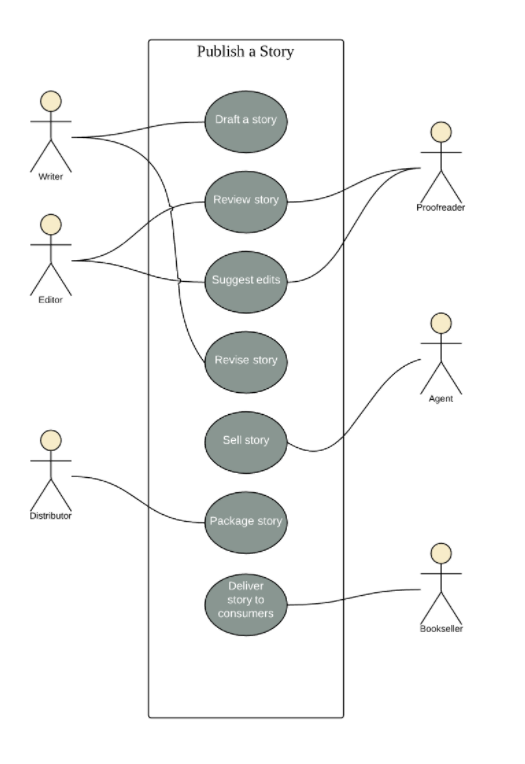 Publish a Story
Writer
Draft a story
Review story
Proofreader
Suggest edits
Editor
Revise story
Agent
Sell story
Distributor
Package story
Deliver
story to
consumers
Bookseller